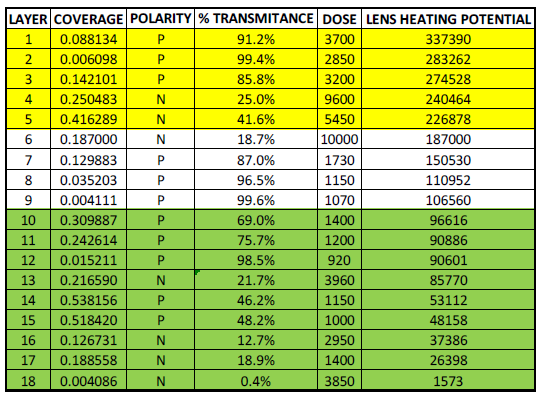 LAYER COVERAGE POLARITY % TRANSMITANCE DOSE LENS HEATING POTENTIAL
1 0.088134 P 91.2% 3700 337390
2 0.006098 P 99.4% 2850 283262
3 0.142101 P 85.8% 3200 274528
4 0.250483 N 25.0% 9600 240464
5 0.416289 N 41.6% 5450 226878
6 0.187000 N 18.7% 10000 187000
7 0.129883 P 87.0% 1730 150530
8 0.035203 P 96.5% 1150 110952
9 0.004111 P 99.6% 1070 106560
10 0.309887 P 69.0% 1400 96616
11 0.242614 P 75.7% 1200 90886
12 0.015211 P 98.5% 920 90601
13 0.216590 N 21.7% 3960 85770
14 0.538156 P 46.2% 1150 53112
15 0.518420 P 48.2% 1000 48158
16 0.126731 N 12.7% 2950 37386
17 0.188558 N 18.9% 1400 26398
18 0.004086 N 0.4% 3850 1573